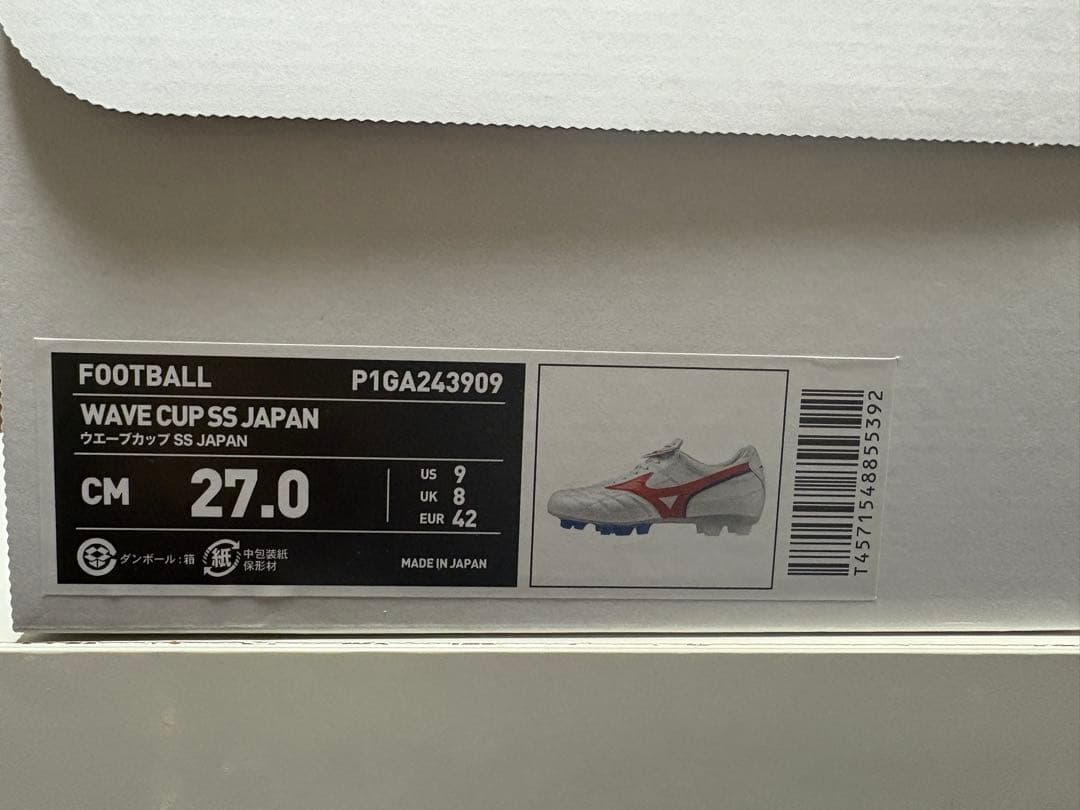 FOOTBALL P1GA243909
WAVE CUP SS JAPAN
ウエーブカップ SS JAPAN
CM 27.0
US 9
UK 8
EUR 42
ダンボール:箱
紙 中包装紙
保形材
MADE IN JAPAN
T4571548855392